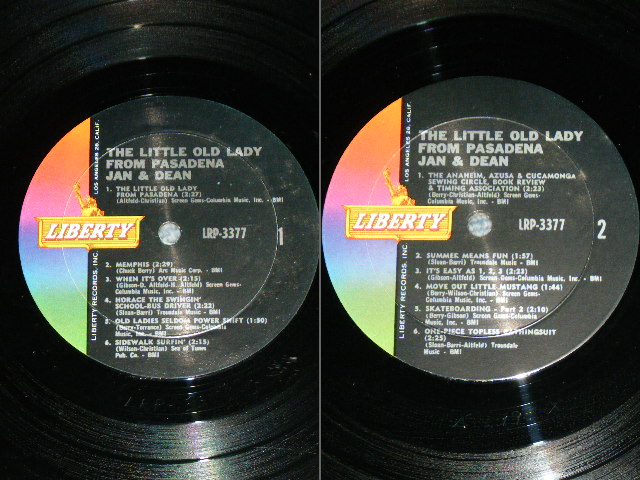 LOS ANGELES 28, CALIF.
THE LITTLE OLD LADY
FROM PASADENA
JAN & DEAN
1. THE LITTLE OLD LADY
FROM PASADENA (2:27)
(Altfeld-Christian) Screen Gems-Columbia Music, Inc. - BMI
LIBERTY
LRP-3377
1
2. MEMPHIS (2:29)
(Chuck Berry) Arc Music Corp. - BMI
3. WHEN IT'S OVER (2:15)
(Gibson-D. Altfeld-H. Altfeld) Screen Gems-
Columbia Music, Inc. - BMI
4. HORACE THE SWINGIN'
SCHOOL-BUS DRIVER (2:22)
(Sloan-Barri) Trousdale Music - BMI
5. OLD LADIES SELDOM POWER SHIFT (1:50)
(Berry-Torrence) Screen Gems-Columbia
Music, Inc. - BMI
6. SIDEWALK SURFIN' (2:15)
(Wilson-Christian) Sea of Tunes
Pub. Co. - BMI
LIBERTY RECORDS, INC.
LOS ANGELES 28, CALIF.
THE LITTLE OLD LADY
FROM PASADENA
JAN & DEAN
1. THE ANAHEIM, AZUSA & CUCAMONGA
SEWING CIRCLE, BOOK REVIEW
& TIMING ASSOCIATION (2:23)
(Berry-Christian-Altfeld) Screen Gems-
Columbia Music, Inc. - BMI
LIBERTY
LRP-3377
2
2. SUMMER MEANS FUN (1:57)
(Sloan-Barri) Trousdale Music - BMI
3. IT'S EASY AS 1, 2, 3 (2:23)
(Gibson-Altfeld) Screen Gems-Columbia Music, Inc. - BMI
4. MOVE OUT LITTLE MUSTANG (1:44)
(Berry-Wilson-Christian) Screen Gems-
Columbia Music, Inc. - BMI
5. SKATEBOARDING - Part 2 (2:10)
(Berry-Gibson) Screen Gems-Columbia
Music, Inc. - BMI
6. ONE-PIECE TOPLESS BATHINGSUIT
(2:25)
(Sloan-Barri-Altfeld) Trousdale
Music - BMI
LIBERTY RECORDS, INC.